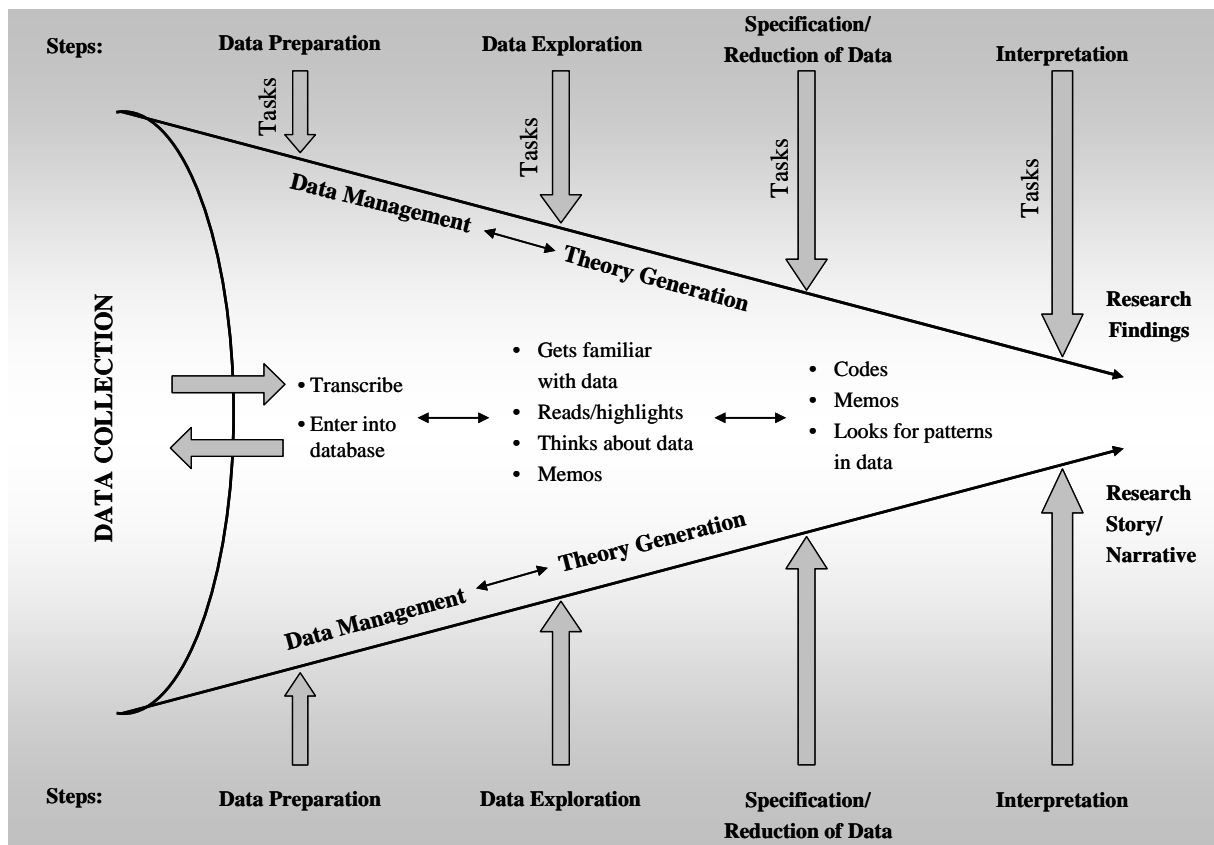 Steps:
Data Preparation
Data Exploration
Specification/
Reduction of Data
Interpretation
Tasks
Tasks
Tasks
Tasks
Data Management
Theory Generation
DATA COLLECTION
• Transcribe
• Enter into
database
• Gets familiar
with data
• Reads/highlights
• Thinks about data
• Memos
• Codes
• Memos
• Looks for patterns
in data
Research
Findings
Research
Story/
Narrative
Data Management
Theory Generation
Steps:
Data Preparation
Data Exploration
Specification/
Reduction of Data
Interpretation